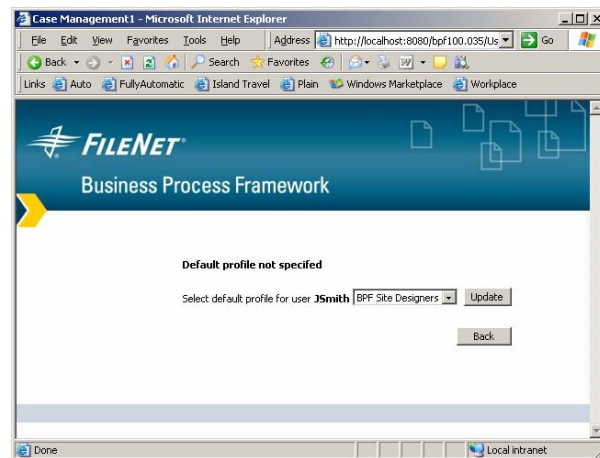 Case Management1 - Microsoft Internet Explorer
File Edit View Favorites Tools Help Address http://localhost:8080/bpf100.035/Us Go
Back Search Favorites
Links Auto FullyAutomatic Island Travel Plain Windows Marketplace Workplace
FILENET
Business Process Framework
Default profile not specifed
Select default profile for user JSmith BPF Site Designers Update
Back
Done Local intranet